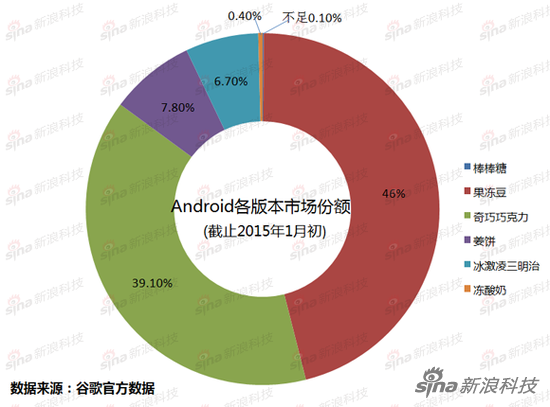 0.40%
不足0.10%
6.70%
7.80%
46%
39.10%
Android各版本市场份额
(截止2015年1月初)
棒棒糖
果冻豆
奇巧巧克力
姜饼
冰激凌三明治
冻酸奶
数据来源：谷歌官方数据
sina新浪科技